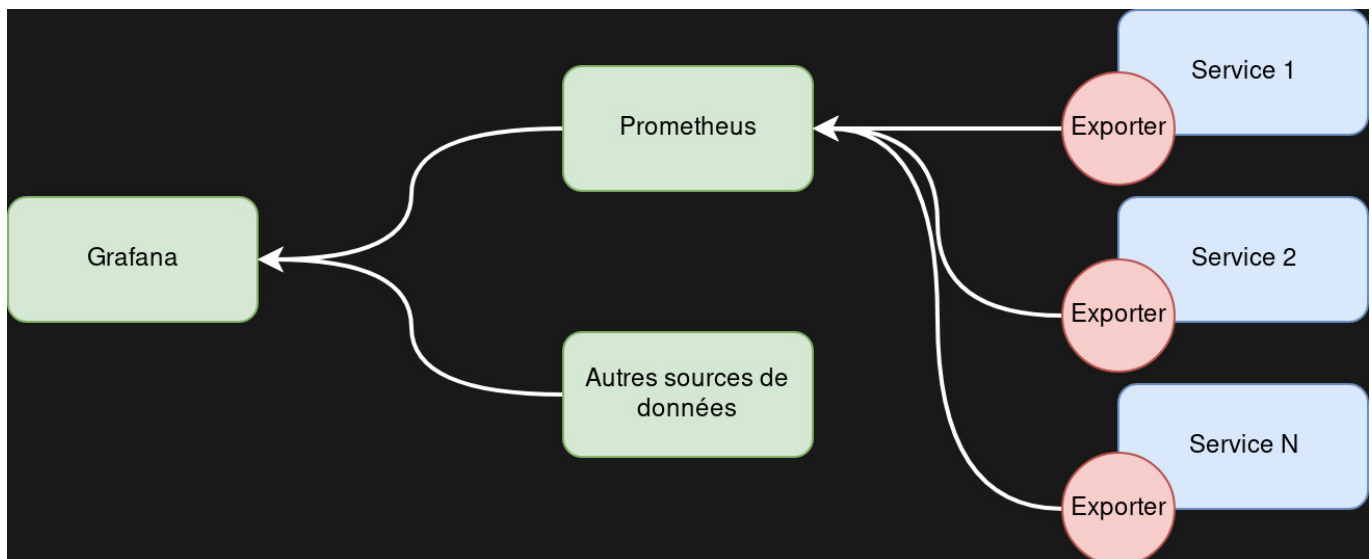 Service 1
Exporter
Prometheus
Grafana
Service 2
Exporter
Autres sources de
données
Service N
Exporter